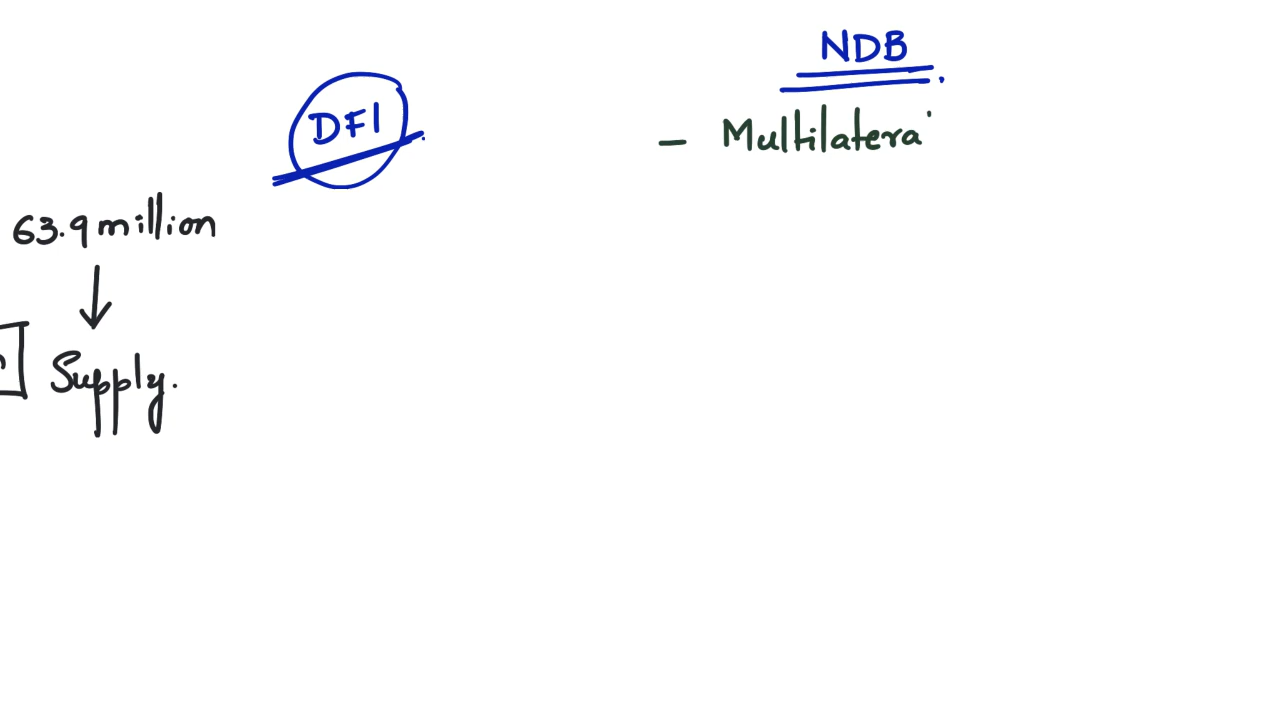 NDB
DFI
- Multilatera
63.9 million
↓
Supply.